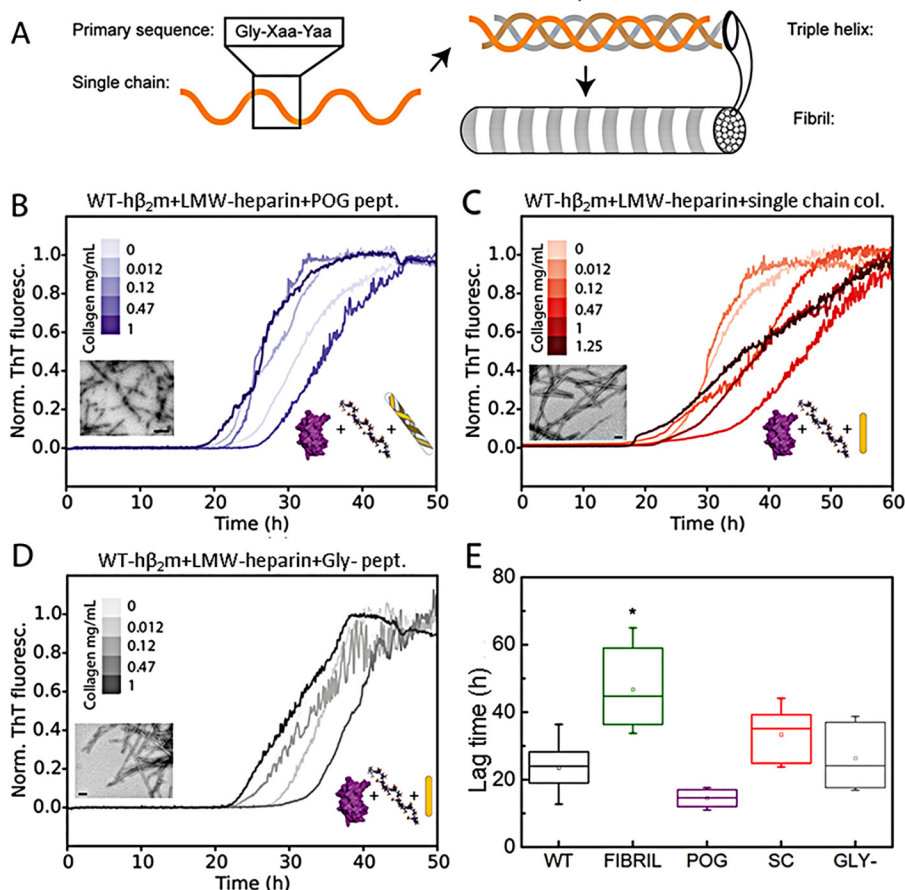 A
Primary sequence:
Gly-Xaa-Yaa
Single chain:
Triple helix:
Fibril:
B
WT-hβ₂m+LMW-heparin+POG pept.
Norm. ThT fluoresc.
1.0
0.8
0.6
0.4
0.2
0.0
Collagen mg/mL
0
0.012
0.12
0.47
1
+
+
0
10
20
30
40
50
Time (h)
C
WT-hβ₂m+LMW-heparin+single chain col.
Norm. ThT fluoresc.
1.0
0.8
0.6
0.4
0.2
0.0
Collagen mg/mL
0
0.012
0.12
0.47
1
1.25
+
+
0
10
20
30
40
50
60
Time (h)
D
WT-hβ₂m+LMW-heparin+Gly- pept.
Norm. ThT fluoresc.
1.0
0.8
0.6
0.4
0.2
0.0
Collagen mg/mL
0
0.012
0.12
0.47
1
+
+
0
10
20
30
40
50
Time (h)
E
Lag time (h)
80
60
40
20
0
*
WT
FIBRIL
POG
SC
GLY-